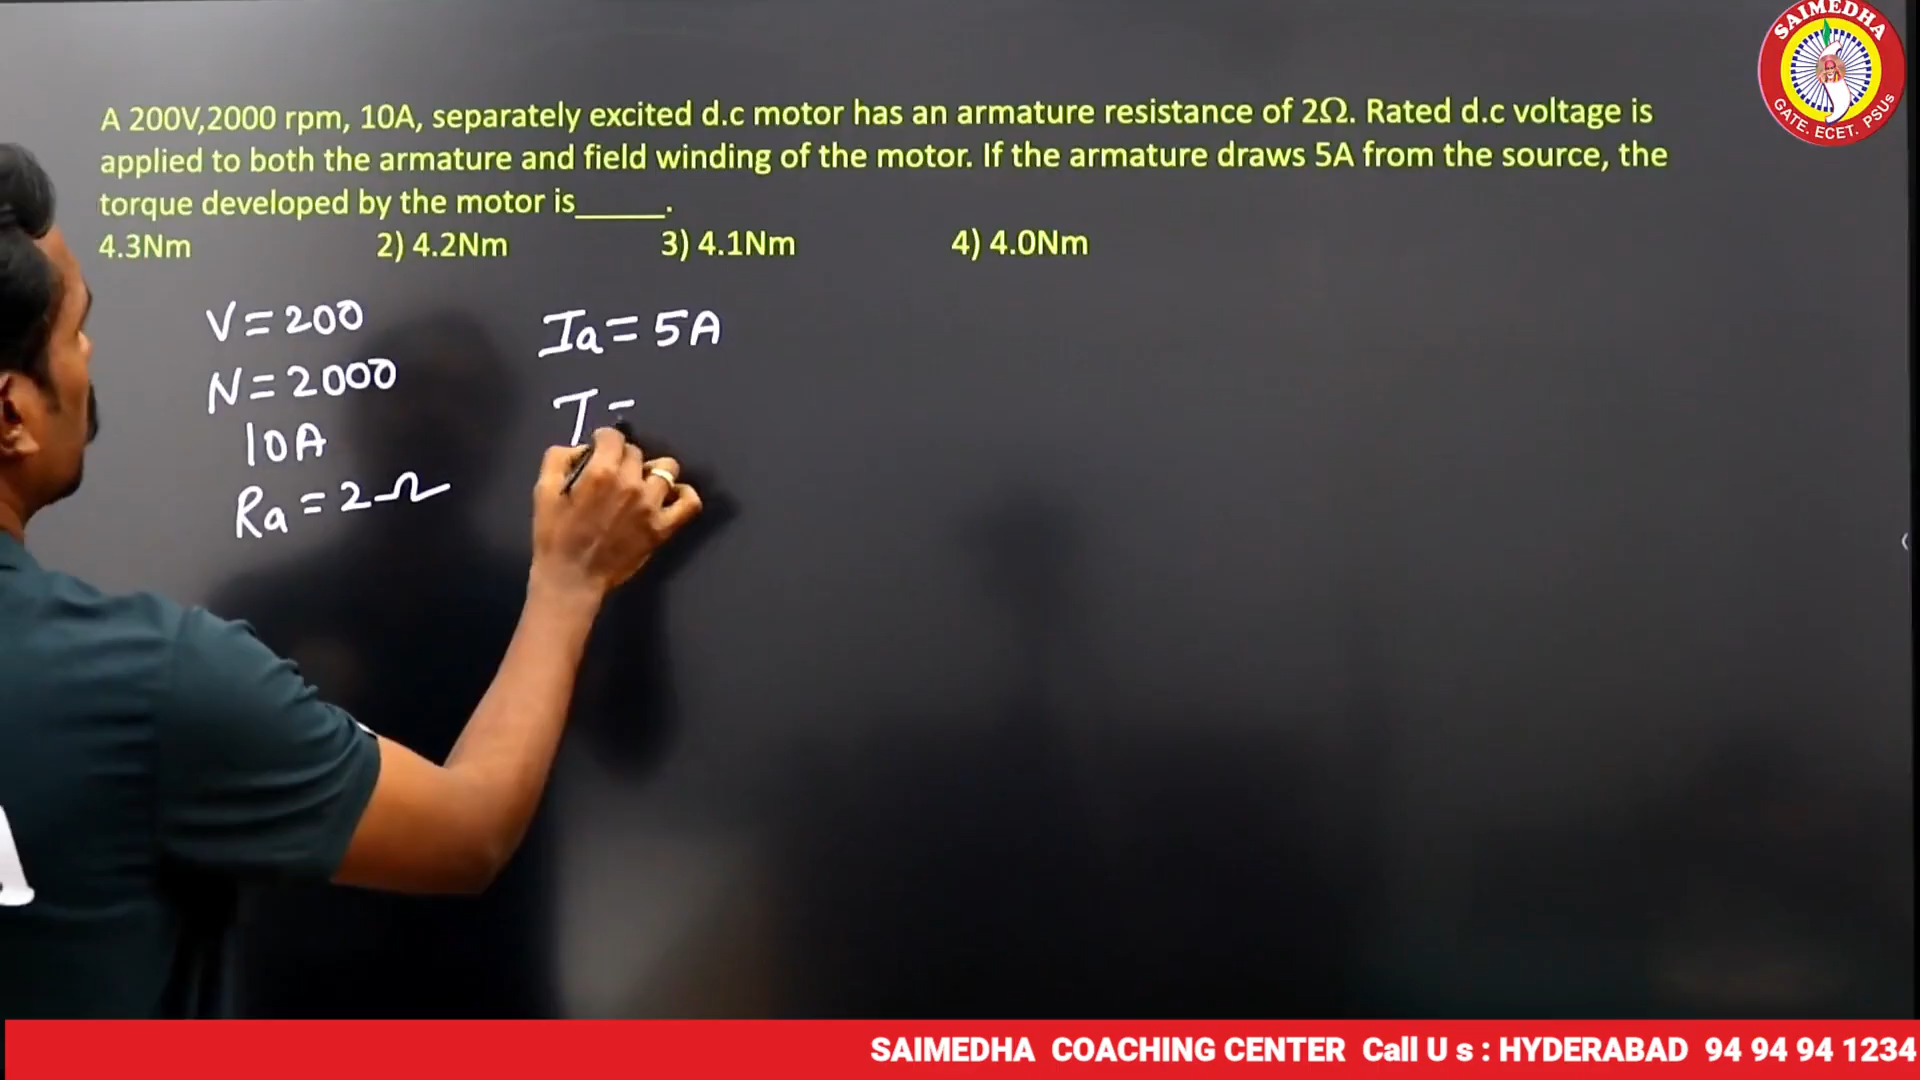 SAIMEDHA
GATE. ECET. PSUs
A 200V,2000 rpm, 10A, separately excited d.c motor has an armature resistance of 2Ω. Rated d.c voltage is
applied to both the armature and field winding of the motor. If the armature draws 5A from the source, the
torque developed by the motor is_____.
4.3Nm 2) 4.2Nm 3) 4.1Nm 4) 4.0Nm
V=200
N=2000
10A
Ra=2Ω
Ia=5A
T=
SAIMEDHA COACHING CENTER Call U s : HYDERABAD 94 94 94 1234